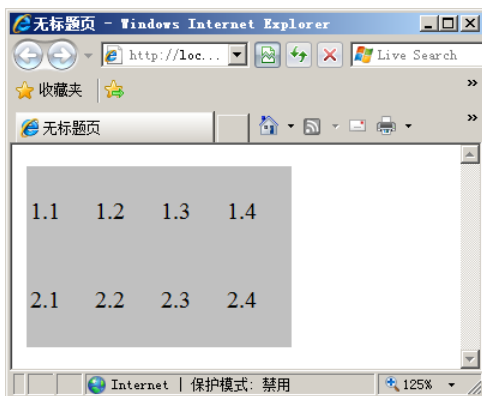 无标题页 - Windows Internet Explorer
http://loc... Live Search
收藏夹 »
无标题页 »
1.1 1.2 1.3 1.4
2.1 2.2 2.3 2.4
Internet | 保护模式: 禁用 125%